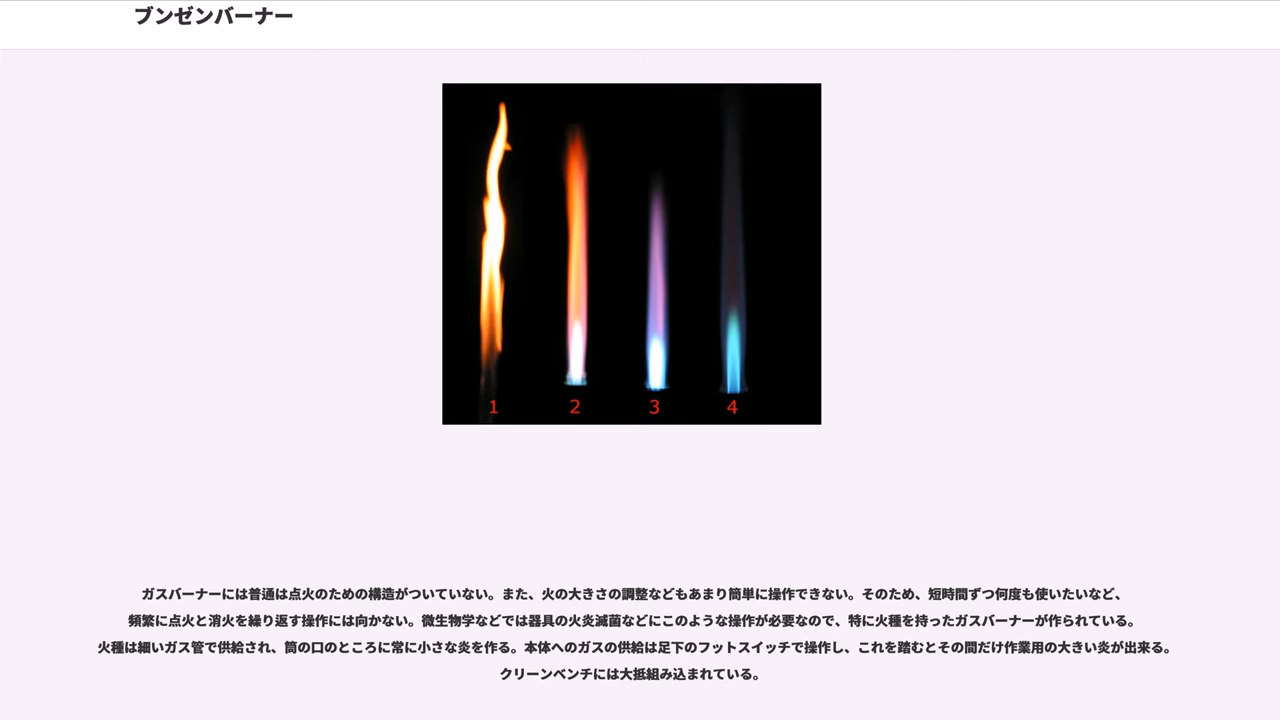 ブンゼンバーナー
1 2 3 4
ガスバーナーには普通は点火のための構造がついていない。また、火の大きさの調整などもあまり簡単に操作できない。そのため、短時間ずつ何度も使いたいなど、
頻繁に点火と消火を繰り返す操作には向かない。微生物学などでは器具の火炎滅菌などにこのような操作が必要なので、特に火種を持ったガスバーナーが作られている。
火種は細いガス管で供給され、筒の口のところに常に小さな炎を作る。本体へのガスの供給は足下のフットスイッチで操作し、これを踏むとその間だけ作業用の大きい炎が出来る。
クリーンベンチには大抵組み込まれている。